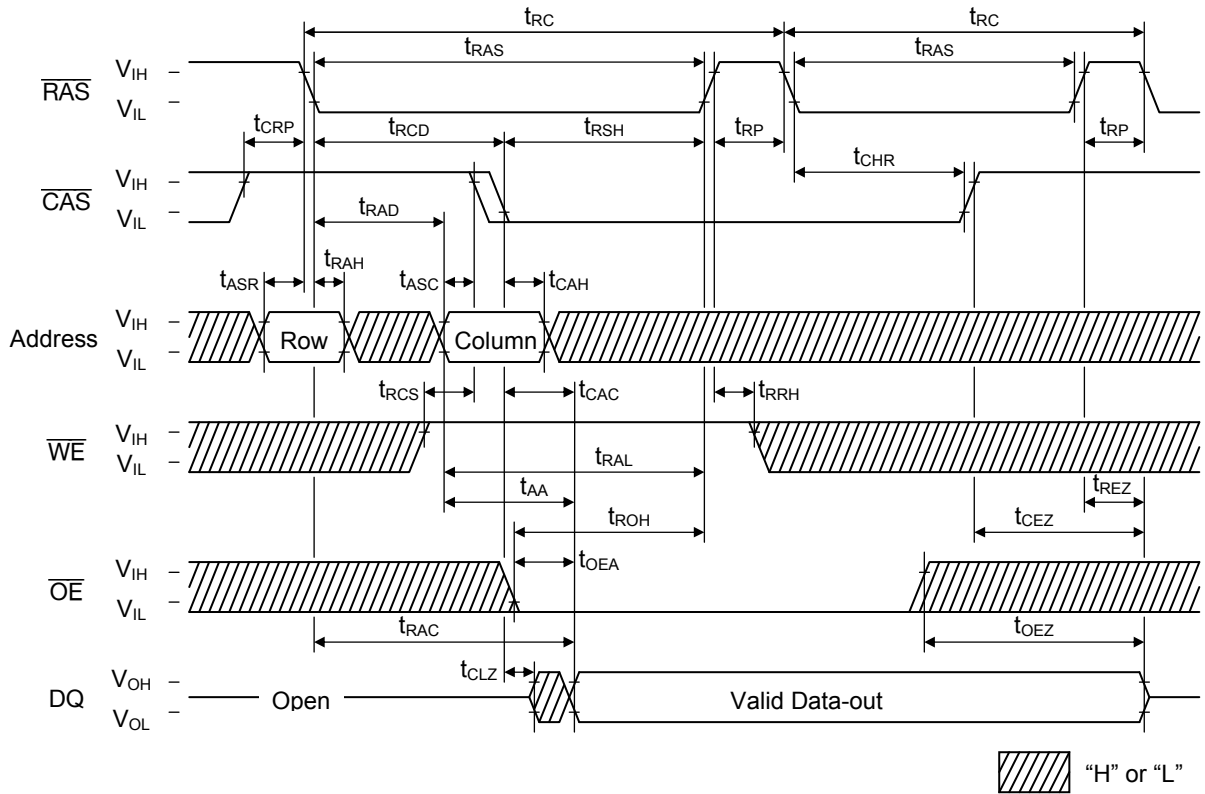 tRC tRC
tRAS tRAS
RAS VIH
VIL
tCRP tRCD tRSH tRP tRP
tCHR
CAS VIH
VIL
tRAD
tASR tRAH tASC tCAH
Address VIH
VIL
Row Column
tRCS tCAC tRRH
WE VIH
VIL
tRAL
tAA tREZ
tROH tCEZ
tOEA
OE VIH
VIL
tRAC tOEZ
tCLZ
DQ VOH
VOL
Open Valid Data-out
“H” or “L”